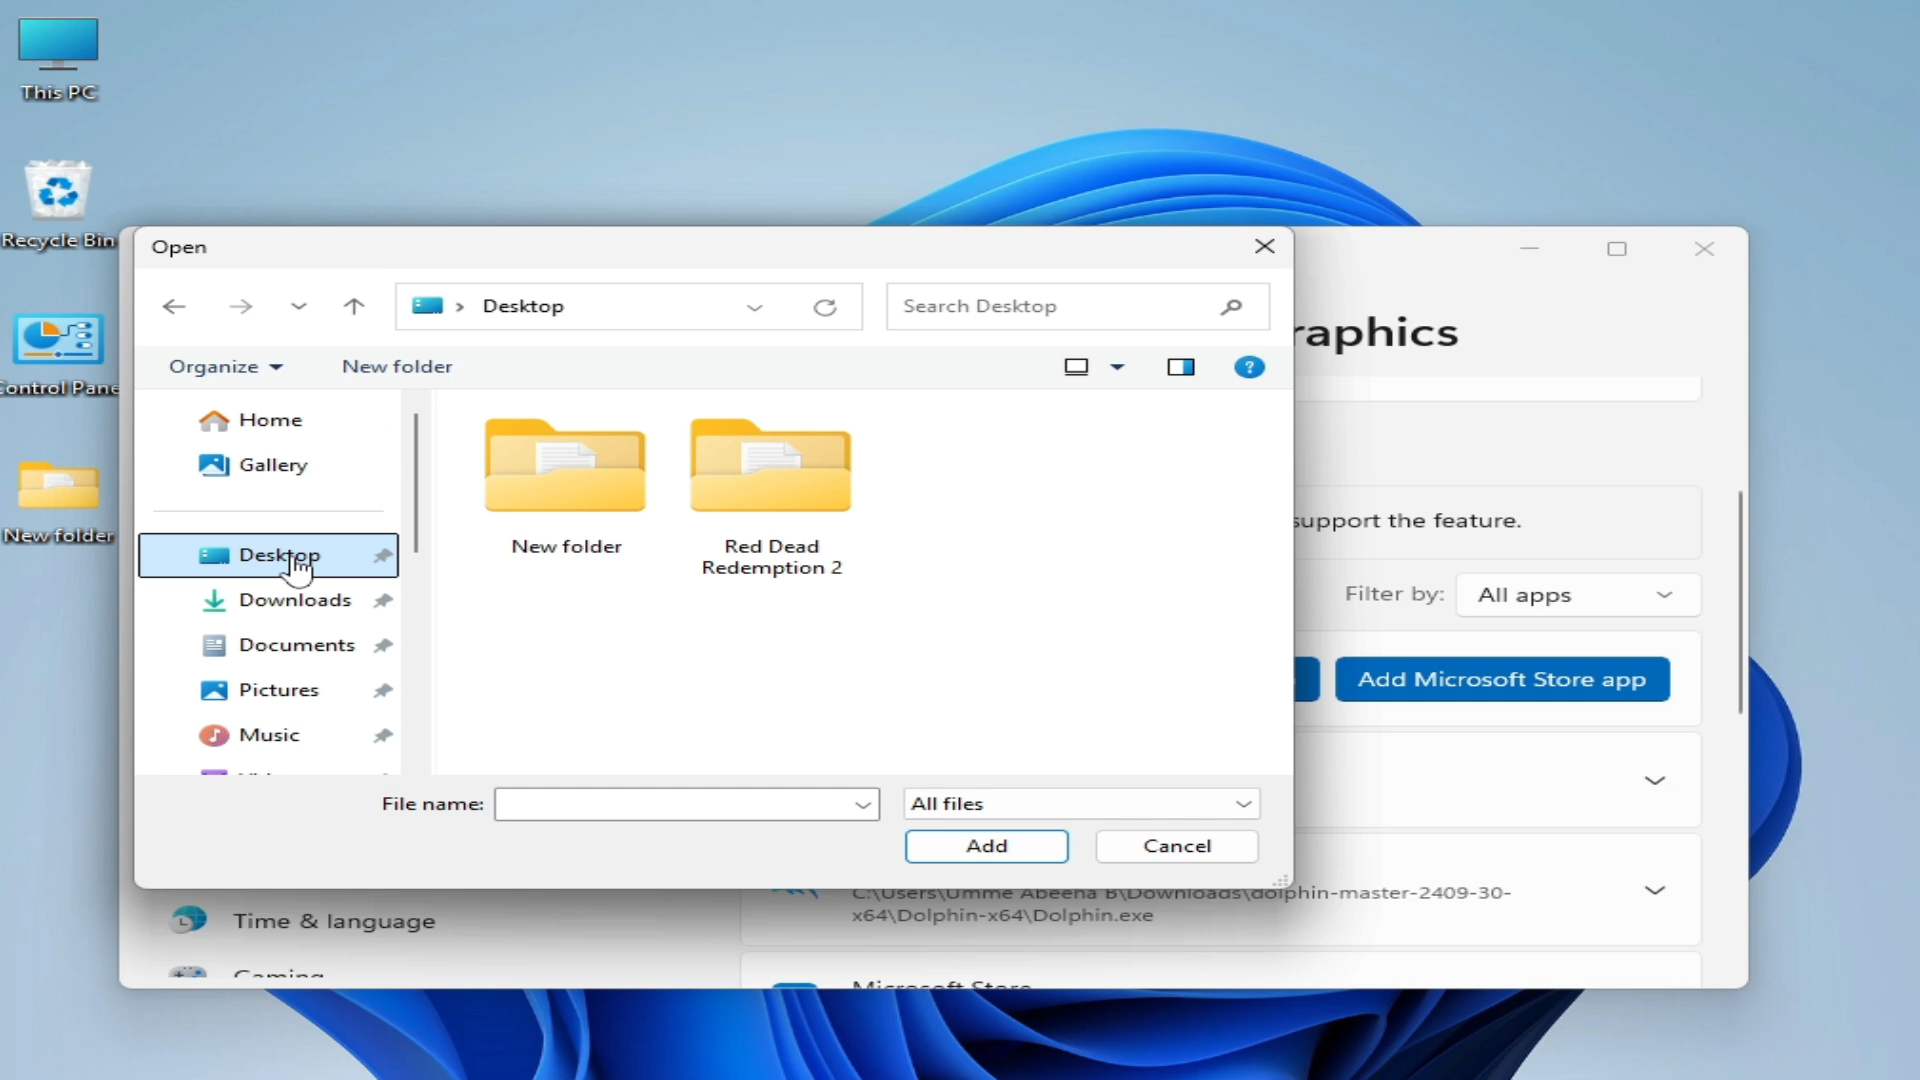 This PC
Recycle Bin
Control Pane
New folder
Open
Desktop
Search Desktop
Organize
New folder
Home
Gallery
Desktop
Downloads
Documents
Pictures
Music
New folder
Red Dead
Redemption 2
File name:
All files
Add
Cancel
raphics
support the feature.
Filter by:
All apps
Add Microsoft Store app
C:\Users\Umme Abeena B\Downloads\dolphin-master-2409-30-
x64\Dolphin-x64\Dolphin.exe
Time & language
Gaming
Microsoft Store